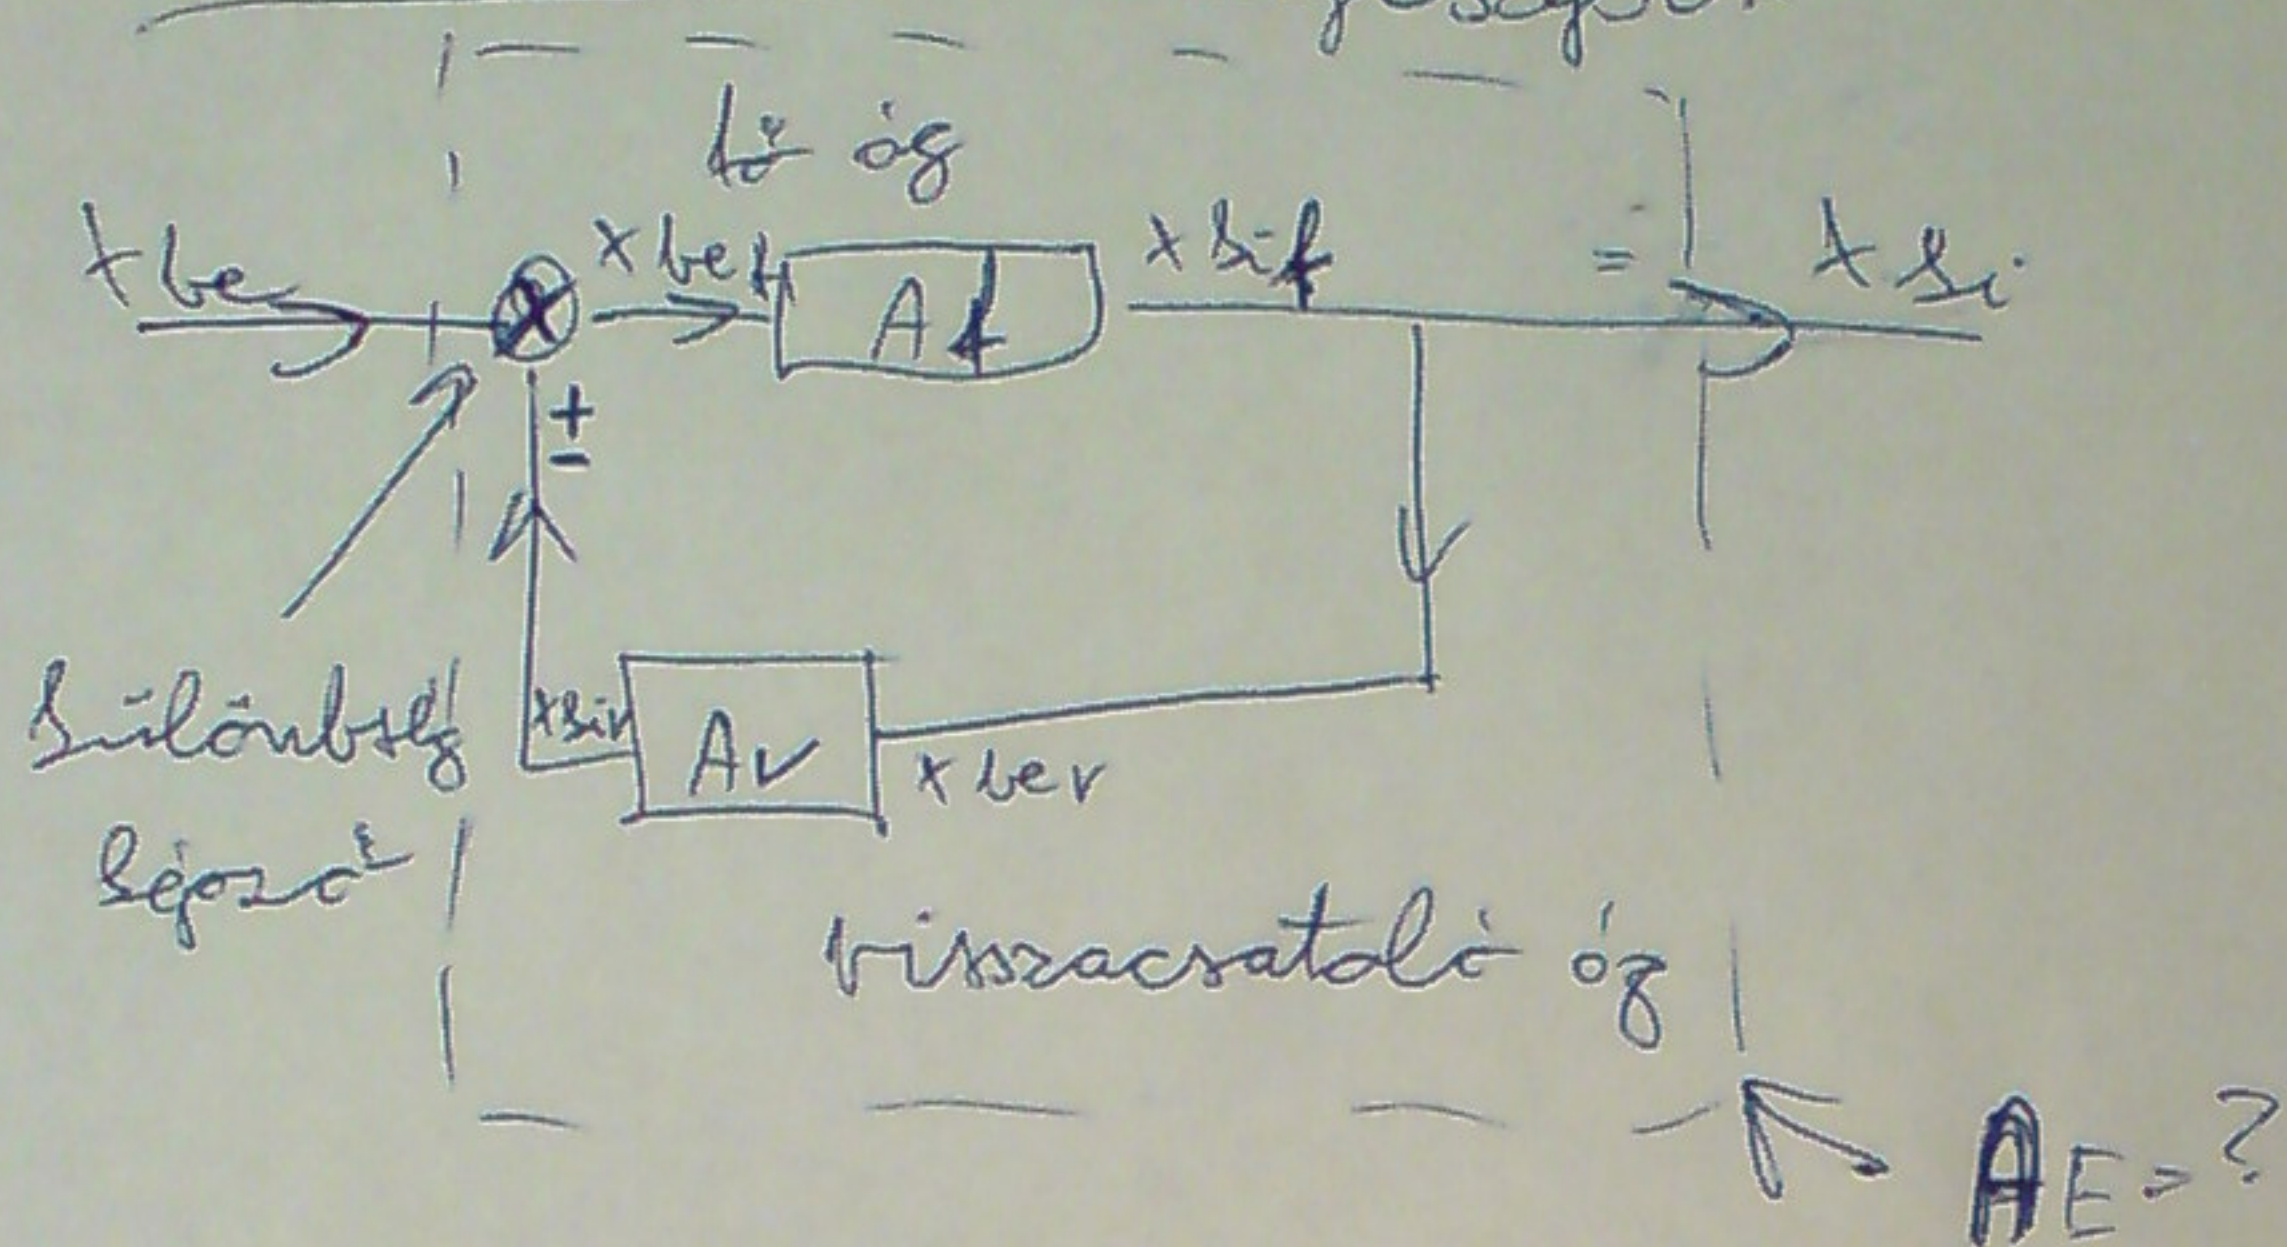 fő ág
xbe
xbef
Af
xkif
=
xki
+
-
különbség
képző
xkiv
Av
xbev
visszacsatoló ág
AE=?